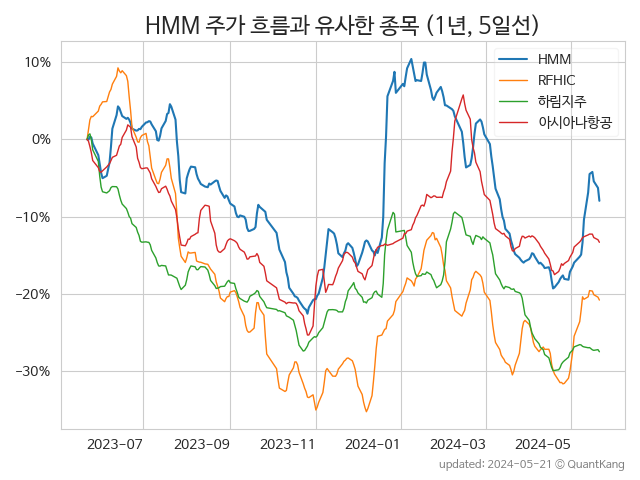 HMM 주가 흐름과 유사한 종목 (1년, 5일선)
HMM
RFHIC
하림지주
아시아나항공
10%
0%
−10%
−20%
−30%
2023-07
2023-09
2023-11
2024-01
2024-03
2024-05
updated: 2024-05-21 © QuantKang